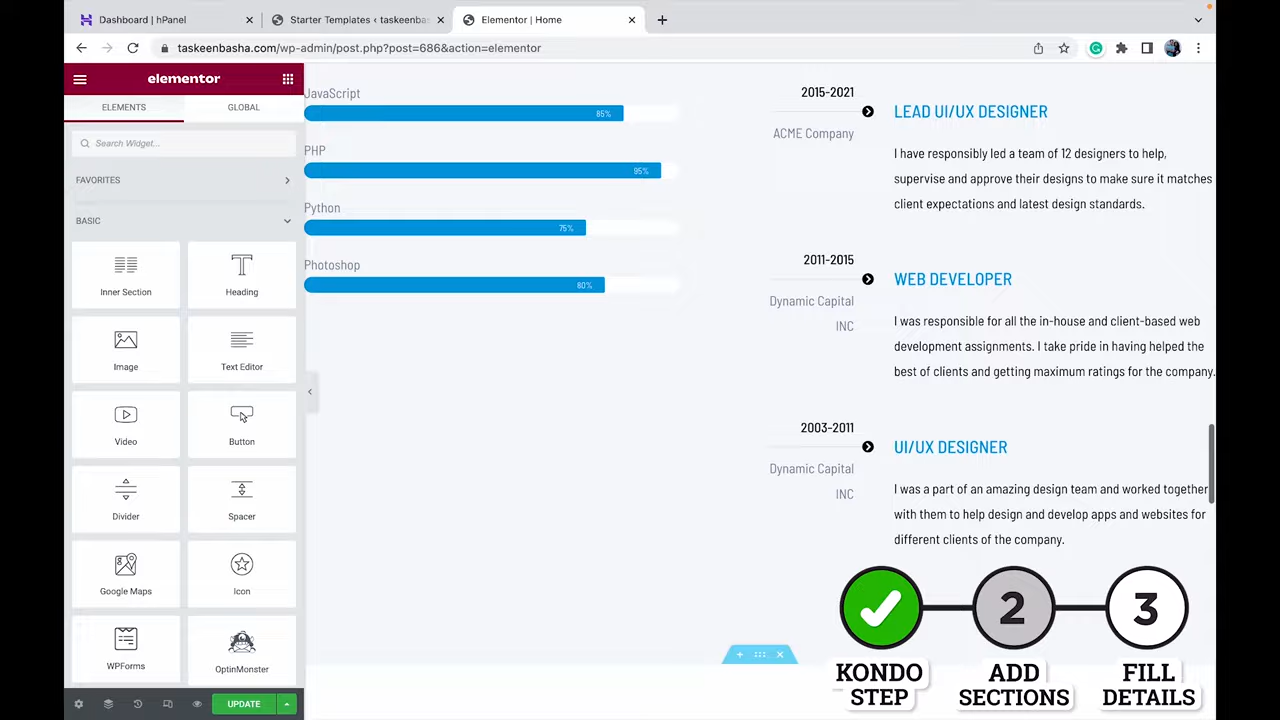 Dashboard | hPanel
Starter Templates ‹ taskeenbas
Elementor | Home
taskeenbasha.com/wp-admin/post.php?post=686&action=elementor
elementor
ELEMENTS
GLOBAL
Search Widget...
FAVORITES
BASIC
Inner Section
Heading
Image
Text Editor
Video
Button
Divider
Spacer
Google Maps
Icon
WPForms
OptinMonster
UPDATE
JavaScript
85%
PHP
95%
Python
75%
Photoshop
80%
2015-2021
ACME Company
LEAD UI/UX DESIGNER
I have responsibly led a team of 12 designers to help,
supervise and approve their designs to make sure it matches
client expectations and latest design standards.
2011-2015
Dynamic Capital
INC
WEB DEVELOPER
I was responsible for all the in-house and client-based web
development assignments. I take pride in having helped the
best of clients and getting maximum ratings for the company.
2003-2011
Dynamic Capital
INC
UI/UX DESIGNER
I was a part of an amazing design team and worked together
with them to help design and develop apps and websites for
different clients of the company.
2
3
KONDO
STEP
ADD
SECTIONS
FILL
DETAILS